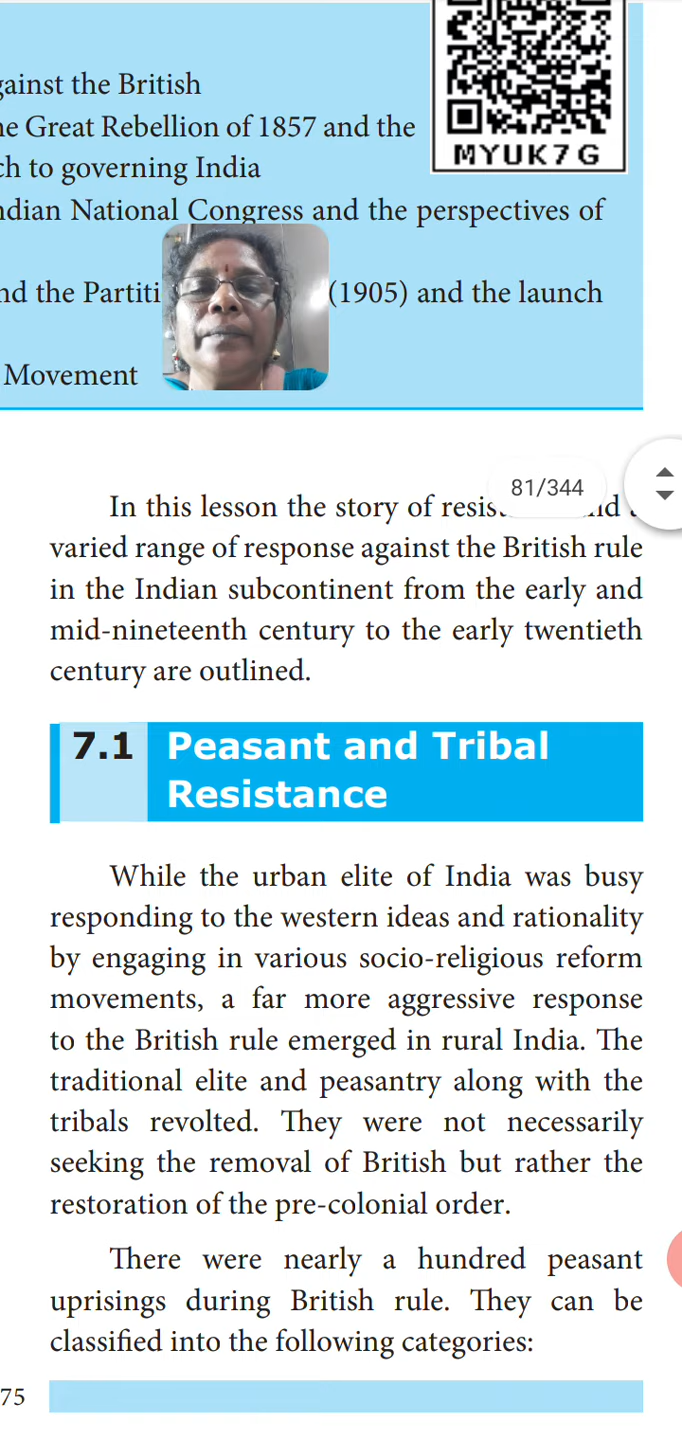 gainst the British
MYUK7G
he Great Rebellion of 1857 and the
ch to governing India
ndian National Congress and the perspectives of
nd the Partiti (1905) and the launch
Movement
81/344
In this lesson the story of resis
varied range of response against the British rule
in the Indian subcontinent from the early and
mid-nineteenth century to the early twentieth
century are outlined.
7.1 Peasant and Tribal
Resistance
While the urban elite of India was busy
responding to the western ideas and rationality
by engaging in various socio-religious reform
movements, a far more aggressive response
to the British rule emerged in rural India. The
traditional elite and peasantry along with the
tribals revolted. They were not necessarily
seeking the removal of British but rather the
restoration of the pre-colonial order.
There were nearly a hundred peasant
uprisings during British rule. They can be
classified into the following categories:
75